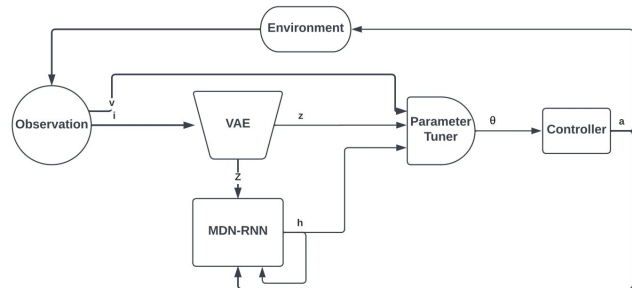 Environment
v
i
Observation
VAE
z
Parameter
Tuner
θ
Controller
a
Z
MDN-RNN
h